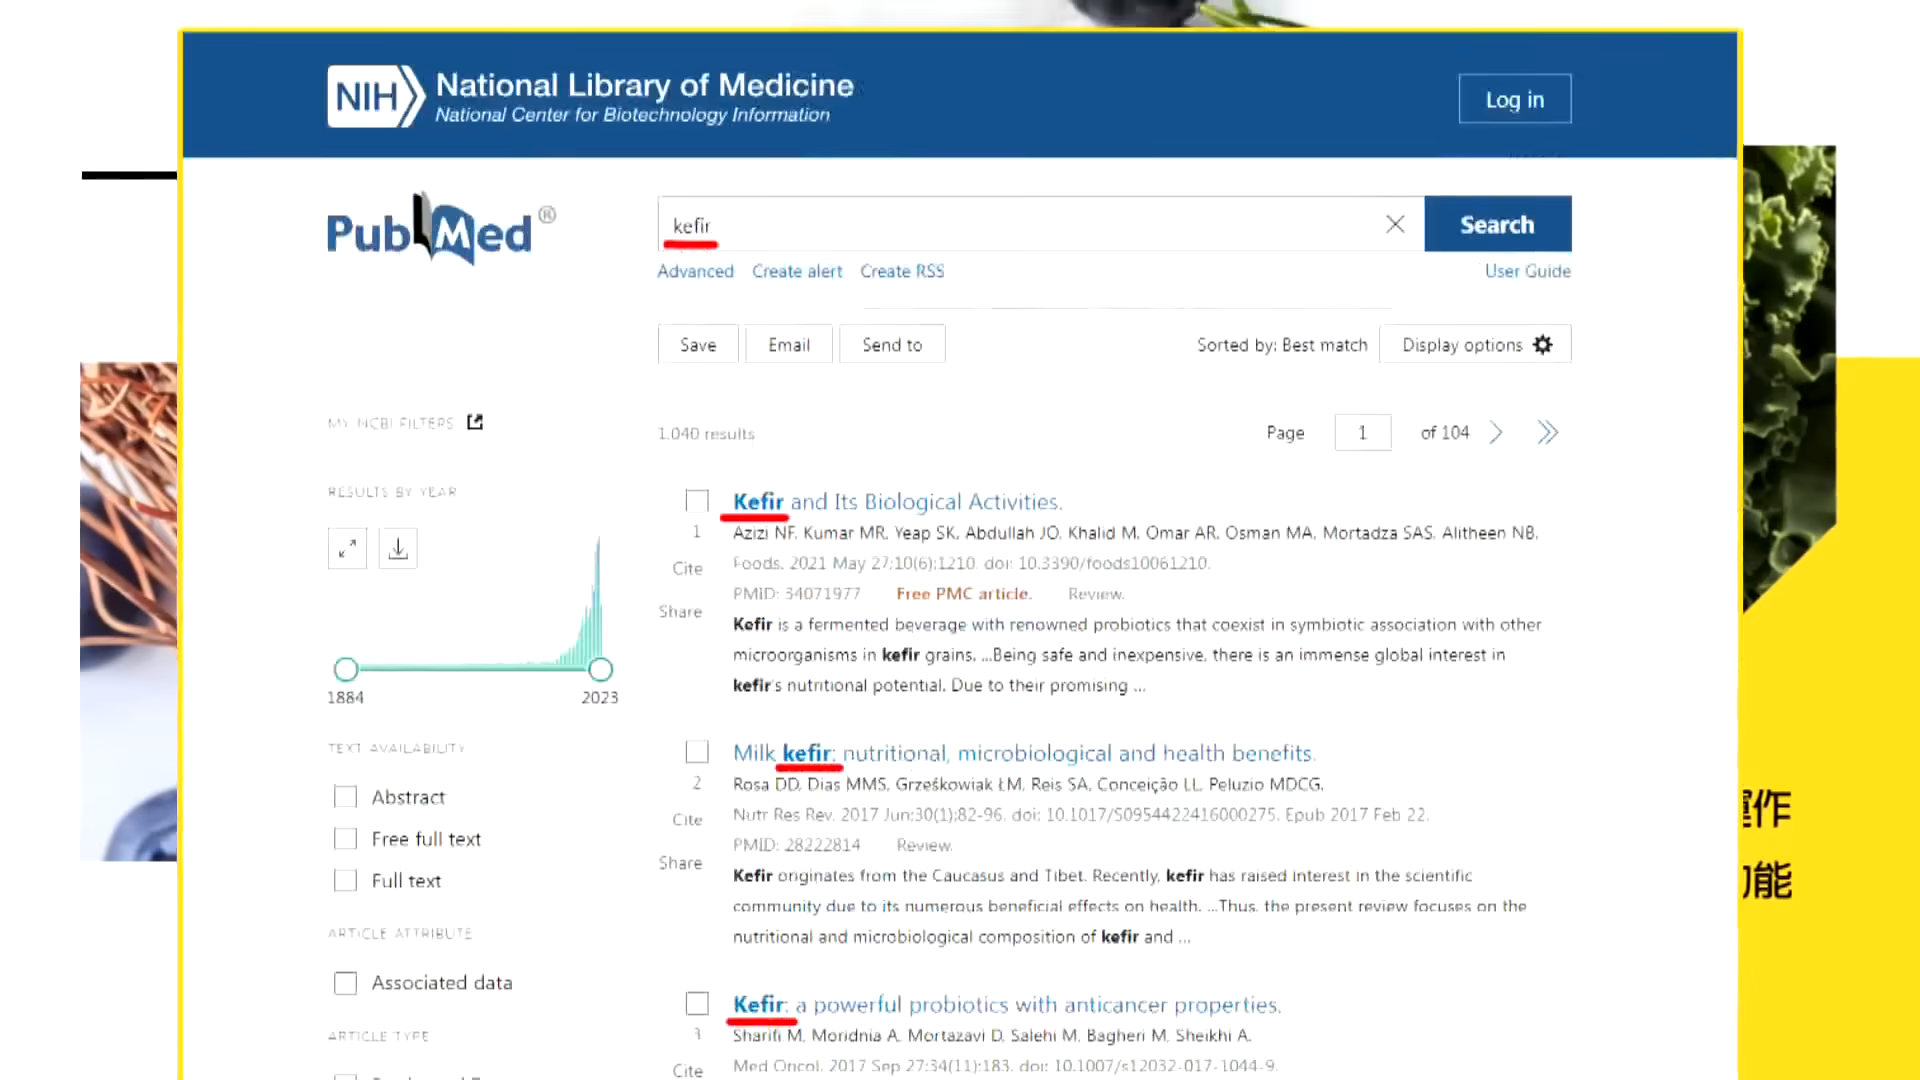 NIH National Library of Medicine
National Center for Biotechnology Information
Log in
PubMed®
kefir
Search
Advanced Create alert Create RSS
User Guide
Save Email Send to
Sorted by: Best match
Display options
MY NCBI FILTERS
1,040 results
Page 1 of 104
RESULTS BY YEAR
1884 2023
TEXT AVAILABILITY
Abstract
Free full text
Full text
ARTICLE ATTRIBUTE
Associated data
ARTICLE TYPE
Kefir and Its Biological Activities.
1
Azizi NF, Kumar MR, Yeap SK, Abdullah JO, Khalid M, Omar AR, Osman MA, Mortadza SAS, Alitheen NB.
Cite
Foods. 2021 May 27;10(6):1210. doi: 10.3390/foods10061210.
PMID: 34071977 Free PMC article. Review.
Share
Kefir is a fermented beverage with renowned probiotics that coexist in symbiotic association with other
microorganisms in kefir grains. ...Being safe and inexpensive, there is an immense global interest in
kefir's nutritional potential. Due to their promising ...
Milk kefir: nutritional, microbiological and health benefits.
2
Rosa DD, Dias MMS, Grześkowiak ŁM, Reis SA, Conceição LL, Peluzio MDCG.
Cite
Nutr Res Rev. 2017 Jun;30(1):82-96. doi: 10.1017/S0954422416000275. Epub 2017 Feb 22.
PMID: 28222814 Review.
Share
Kefir originates from the Caucasus and Tibet. Recently, kefir has raised interest in the scientific
community due to its numerous beneficial effects on health. ...Thus, the present review focuses on the
nutritional and microbiological composition of kefir and ...
Kefir: a powerful probiotics with anticancer properties.
3
Sharifi M, Moridnia A, Mortazavi D, Salehi M, Bagheri M, Sheikhi A.
Cite
Med Oncol. 2017 Sep 27;34(11):183. doi: 10.1007/s12032-017-1044-9.
作
能